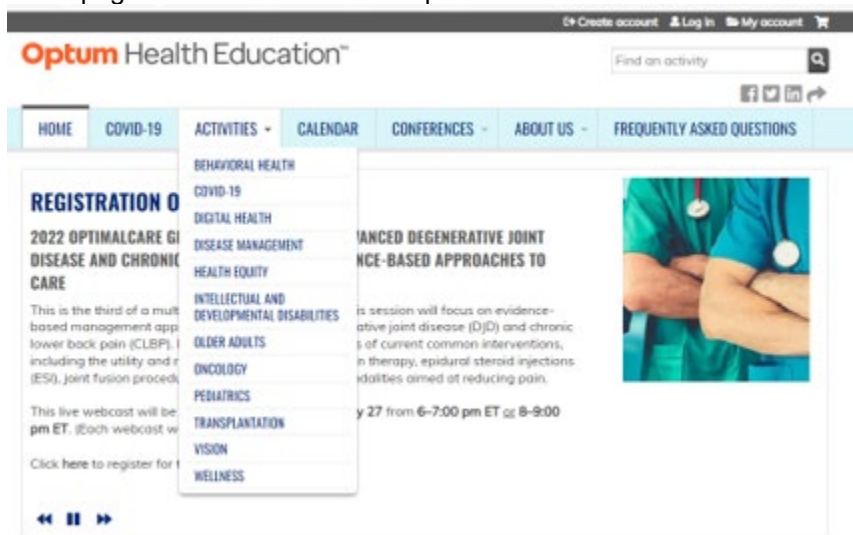 Create account Log in My account
Optum Health Education
Find an activity
HOME COVID-19 ACTIVITIES CALENDAR CONFERENCES ABOUT US FREQUENTLY ASKED QUESTIONS
BEHAVIORAL HEALTH
COVID-19
DIGITAL HEALTH
DISEASE MANAGEMENT
HEALTH EQUITY
INTELLECTUAL AND
DEVELOPMENTAL DISABILITIES
OLDER ADULTS
ONCOLOGY
PEDIATRICS
TRANSPLANTATION
VISION
WELLNESS
REGISTRATION O
2022 OPTIMALCARE GR ANCED DEGENERATIVE JOINT
DISEASE AND CHRONIC NCE-BASED APPROACHES TO
CARE
This is the third of a mult is session will focus on evidence-
based management app ative joint disease (DJD) and chronic
lower back pain (CLBP). s of current common interventions,
including the utility and n therapy, epidural steroid injections
(ESI), joint fusion procedu dalities aimed at reducing pain.
This live webcast will be y 27 from 6–7:00 pm ET or 8–9:00
pm ET. (Each webcast w
Click here to register for